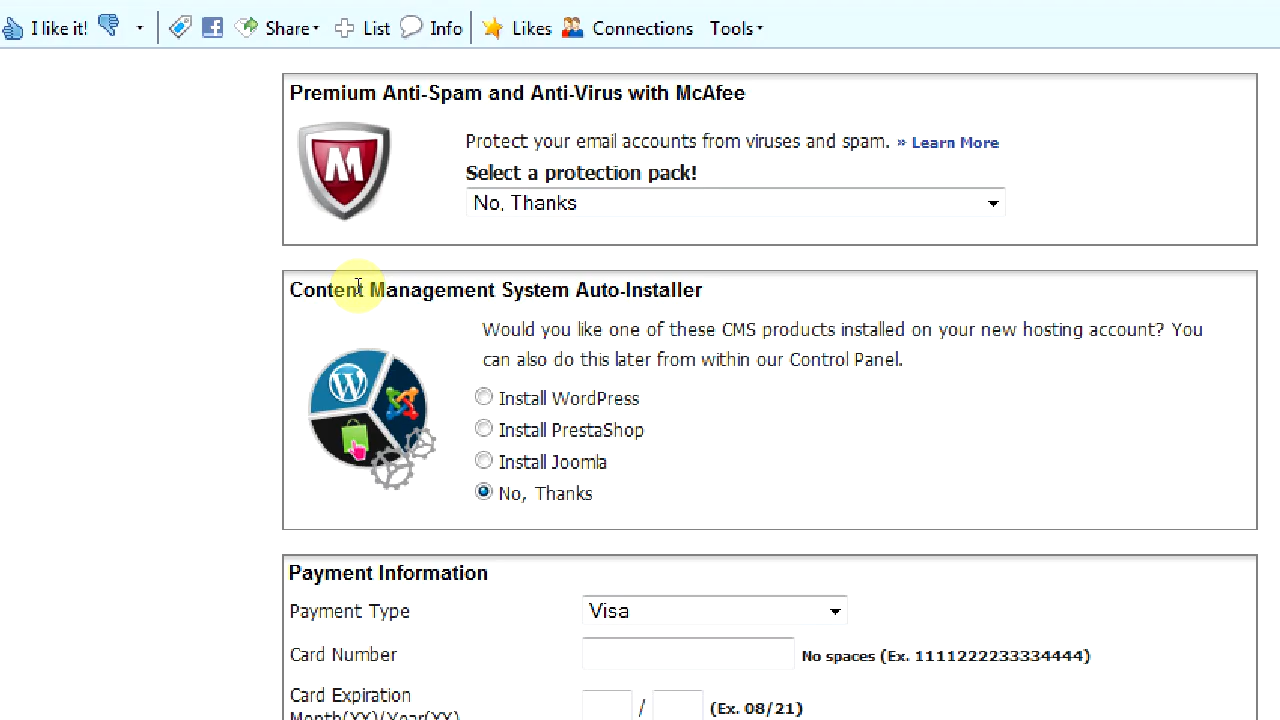 I like it! Share List Info Likes Connections Tools
Premium Anti-Spam and Anti-Virus with McAfee
Protect your email accounts from viruses and spam. » Learn More
Select a protection pack!
No, Thanks
Content Management System Auto-Installer
Would you like one of these CMS products installed on your new hosting account? You
can also do this later from within our Control Panel.
Install WordPress
Install PrestaShop
Install Joomla
No, Thanks
Payment Information
Payment Type Visa
Card Number No spaces (Ex. 1111222233334444)
Card Expiration
Month(XX)/Year(XX) / (Ex. 08/21)